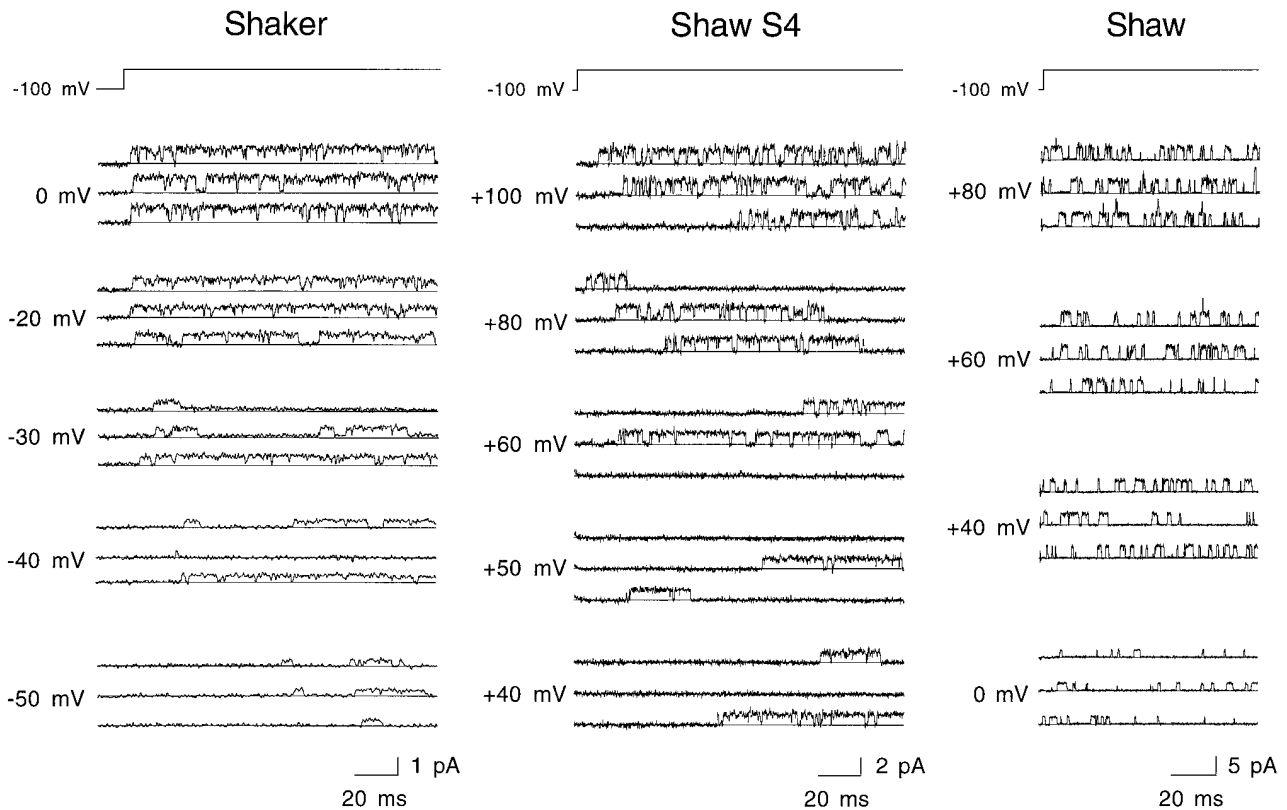 Shaker
-100 mV
0 mV
-20 mV
-30 mV
-40 mV
-50 mV
1 pA
20 ms
Shaw S4
-100 mV
+100 mV
+80 mV
+60 mV
+50 mV
+40 mV
2 pA
20 ms
Shaw
-100 mV
+80 mV
+60 mV
+40 mV
0 mV
5 pA
20 ms